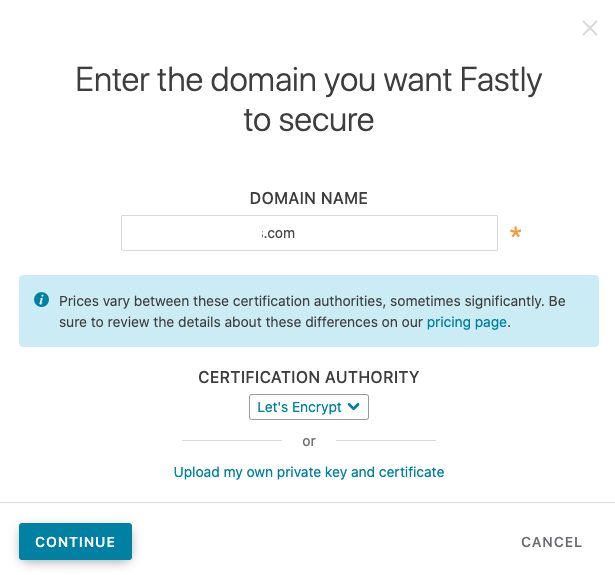 Enter the domain you want Fastly
to secure
DOMAIN NAME
.com
*
Prices vary between these certification authorities, sometimes significantly. Be
sure to review the details about these differences on our pricing page.
CERTIFICATION AUTHORITY
Let's Encrypt
or
Upload my own private key and certificate
CONTINUE
CANCEL